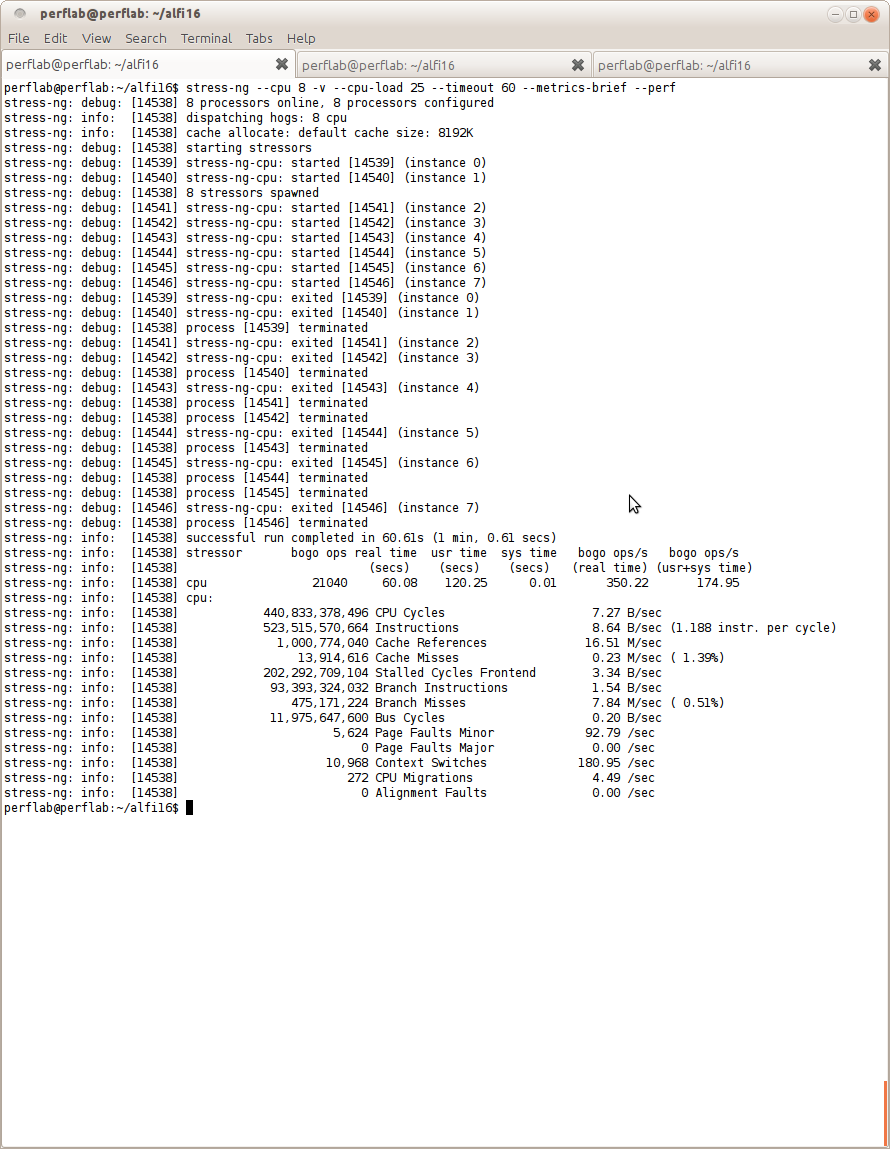 perflab@perflab: ~/alfi16
File Edit View Search Terminal Tabs Help
perflab@perflab: ~/alfi16 perflab@perflab: ~/alfi16 perflab@perflab: ~/alfi16
perflab@perflab:~/alfi16$ stress-ng --cpu 8 -v --cpu-load 25 --timeout 60 --metrics-brief --perf
stress-ng: debug: [14538] 8 processors online, 8 processors configured
stress-ng: info:  [14538] dispatching hogs: 8 cpu
stress-ng: info:  [14538] cache allocate: default cache size: 8192K
stress-ng: debug: [14538] starting stressors
stress-ng: debug: [14539] stress-ng-cpu: started [14539] (instance 0)
stress-ng: debug: [14540] stress-ng-cpu: started [14540] (instance 1)
stress-ng: debug: [14538] 8 stressors spawned
stress-ng: debug: [14541] stress-ng-cpu: started [14541] (instance 2)
stress-ng: debug: [14542] stress-ng-cpu: started [14542] (instance 3)
stress-ng: debug: [14543] stress-ng-cpu: started [14543] (instance 4)
stress-ng: debug: [14544] stress-ng-cpu: started [14544] (instance 5)
stress-ng: debug: [14545] stress-ng-cpu: started [14545] (instance 6)
stress-ng: debug: [14546] stress-ng-cpu: started [14546] (instance 7)
stress-ng: debug: [14539] stress-ng-cpu: exited [14539] (instance 0)
stress-ng: debug: [14540] stress-ng-cpu: exited [14540] (instance 1)
stress-ng: debug: [14538] process [14539] terminated
stress-ng: debug: [14541] stress-ng-cpu: exited [14541] (instance 2)
stress-ng: debug: [14542] stress-ng-cpu: exited [14542] (instance 3)
stress-ng: debug: [14538] process [14540] terminated
stress-ng: debug: [14543] stress-ng-cpu: exited [14543] (instance 4)
stress-ng: debug: [14538] process [14541] terminated
stress-ng: debug: [14538] process [14542] terminated
stress-ng: debug: [14544] stress-ng-cpu: exited [14544] (instance 5)
stress-ng: debug: [14538] process [14543] terminated
stress-ng: debug: [14545] stress-ng-cpu: exited [14545] (instance 6)
stress-ng: debug: [14538] process [14544] terminated
stress-ng: debug: [14538] process [14545] terminated
stress-ng: debug: [14546] stress-ng-cpu: exited [14546] (instance 7)
stress-ng: debug: [14538] process [14546] terminated
stress-ng: info:  [14538] successful run completed in 60.61s (1 min, 0.61 secs)
stress-ng: info:  [14538] stressor bogo ops real time usr time sys time bogo ops/s bogo ops/s
stress-ng: info:  [14538] (secs) (secs) (secs) (real time) (usr+sys time)
stress-ng: info:  [14538] cpu 21040 60.08 120.25 0.01 350.22 174.95
stress-ng: info:  [14538] cpu:
stress-ng: info:  [14538] 440,833,378,496 CPU Cycles 7.27 B/sec
stress-ng: info:  [14538] 523,515,570,664 Instructions 8.64 B/sec (1.188 instr. per cycle)
stress-ng: info:  [14538] 1,000,774,040 Cache References 16.51 M/sec
stress-ng: info:  [14538] 13,914,616 Cache Misses 0.23 M/sec ( 1.39%)
stress-ng: info:  [14538] 202,292,709,104 Stalled Cycles Frontend 3.34 B/sec
stress-ng: info:  [14538] 93,393,324,032 Branch Instructions 1.54 B/sec
stress-ng: info:  [14538] 475,171,224 Branch Misses 7.84 M/sec ( 0.51%)
stress-ng: info:  [14538] 11,975,647,600 Bus Cycles 0.20 B/sec
stress-ng: info:  [14538] 5,624 Page Faults Minor 92.79 /sec
stress-ng: info:  [14538] 0 Page Faults Major 0.00 /sec
stress-ng: info:  [14538] 10,968 Context Switches 180.95 /sec
stress-ng: info:  [14538] 272 CPU Migrations 4.49 /sec
stress-ng: info:  [14538] 0 Alignment Faults 0.00 /sec
perflab@perflab:~/alfi16$